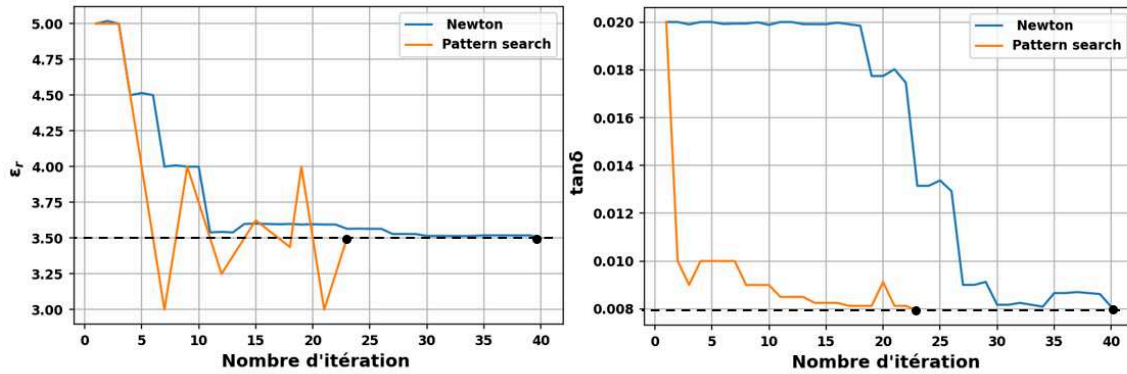 5.00
4.75
4.50
4.25
4.00
3.75
3.50
3.25
3.00
εr
0 5 10 15 20 25 30 35 40
Nombre d'itération
Newton
Pattern search
0.020
0.018
0.016
0.014
0.012
0.010
0.008
tanδ
0 5 10 15 20 25 30 35 40
Nombre d'itération
Newton
Pattern search